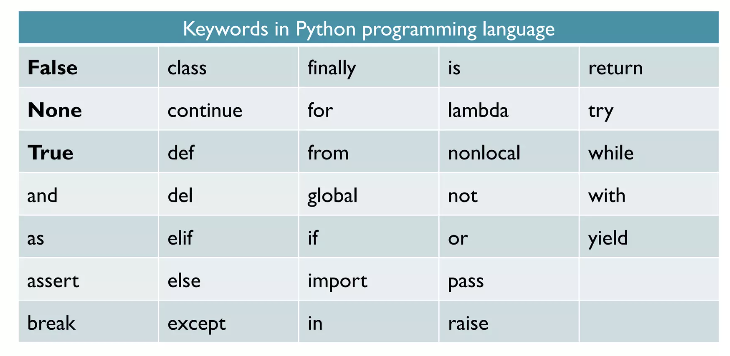 Keywords in Python programming language
False class finally is return
None continue for lambda try
True def from nonlocal while
and del global not with
as elif if or yield
assert else import pass
break except in raise